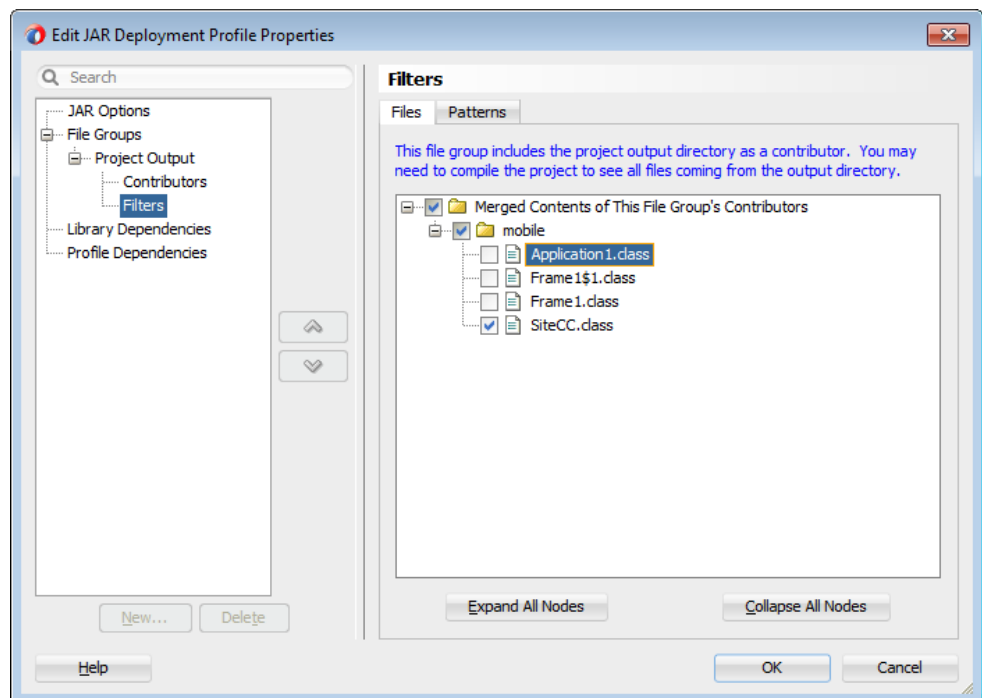 Edit JAR Deployment Profile Properties
Search
JAR Options
File Groups
Project Output
Contributors
Filters
Library Dependencies
Profile Dependencies
New...
Delete
Filters
Files
Patterns
This file group includes the project output directory as a contributor. You may
need to compile the project to see all files coming from the output directory.
Merged Contents of This File Group's Contributors
mobile
Application1.class
Frame1$1.class
Frame1.class
SiteCC.class
Expand All Nodes
Collapse All Nodes
Help
OK
Cancel